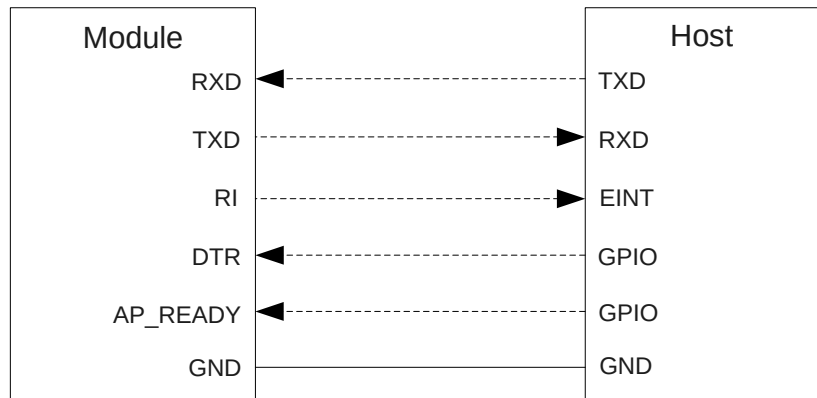 Module Host
RXD TXD
TXD RXD
RI EINT
DTR GPIO
AP_READY GPIO
GND GND